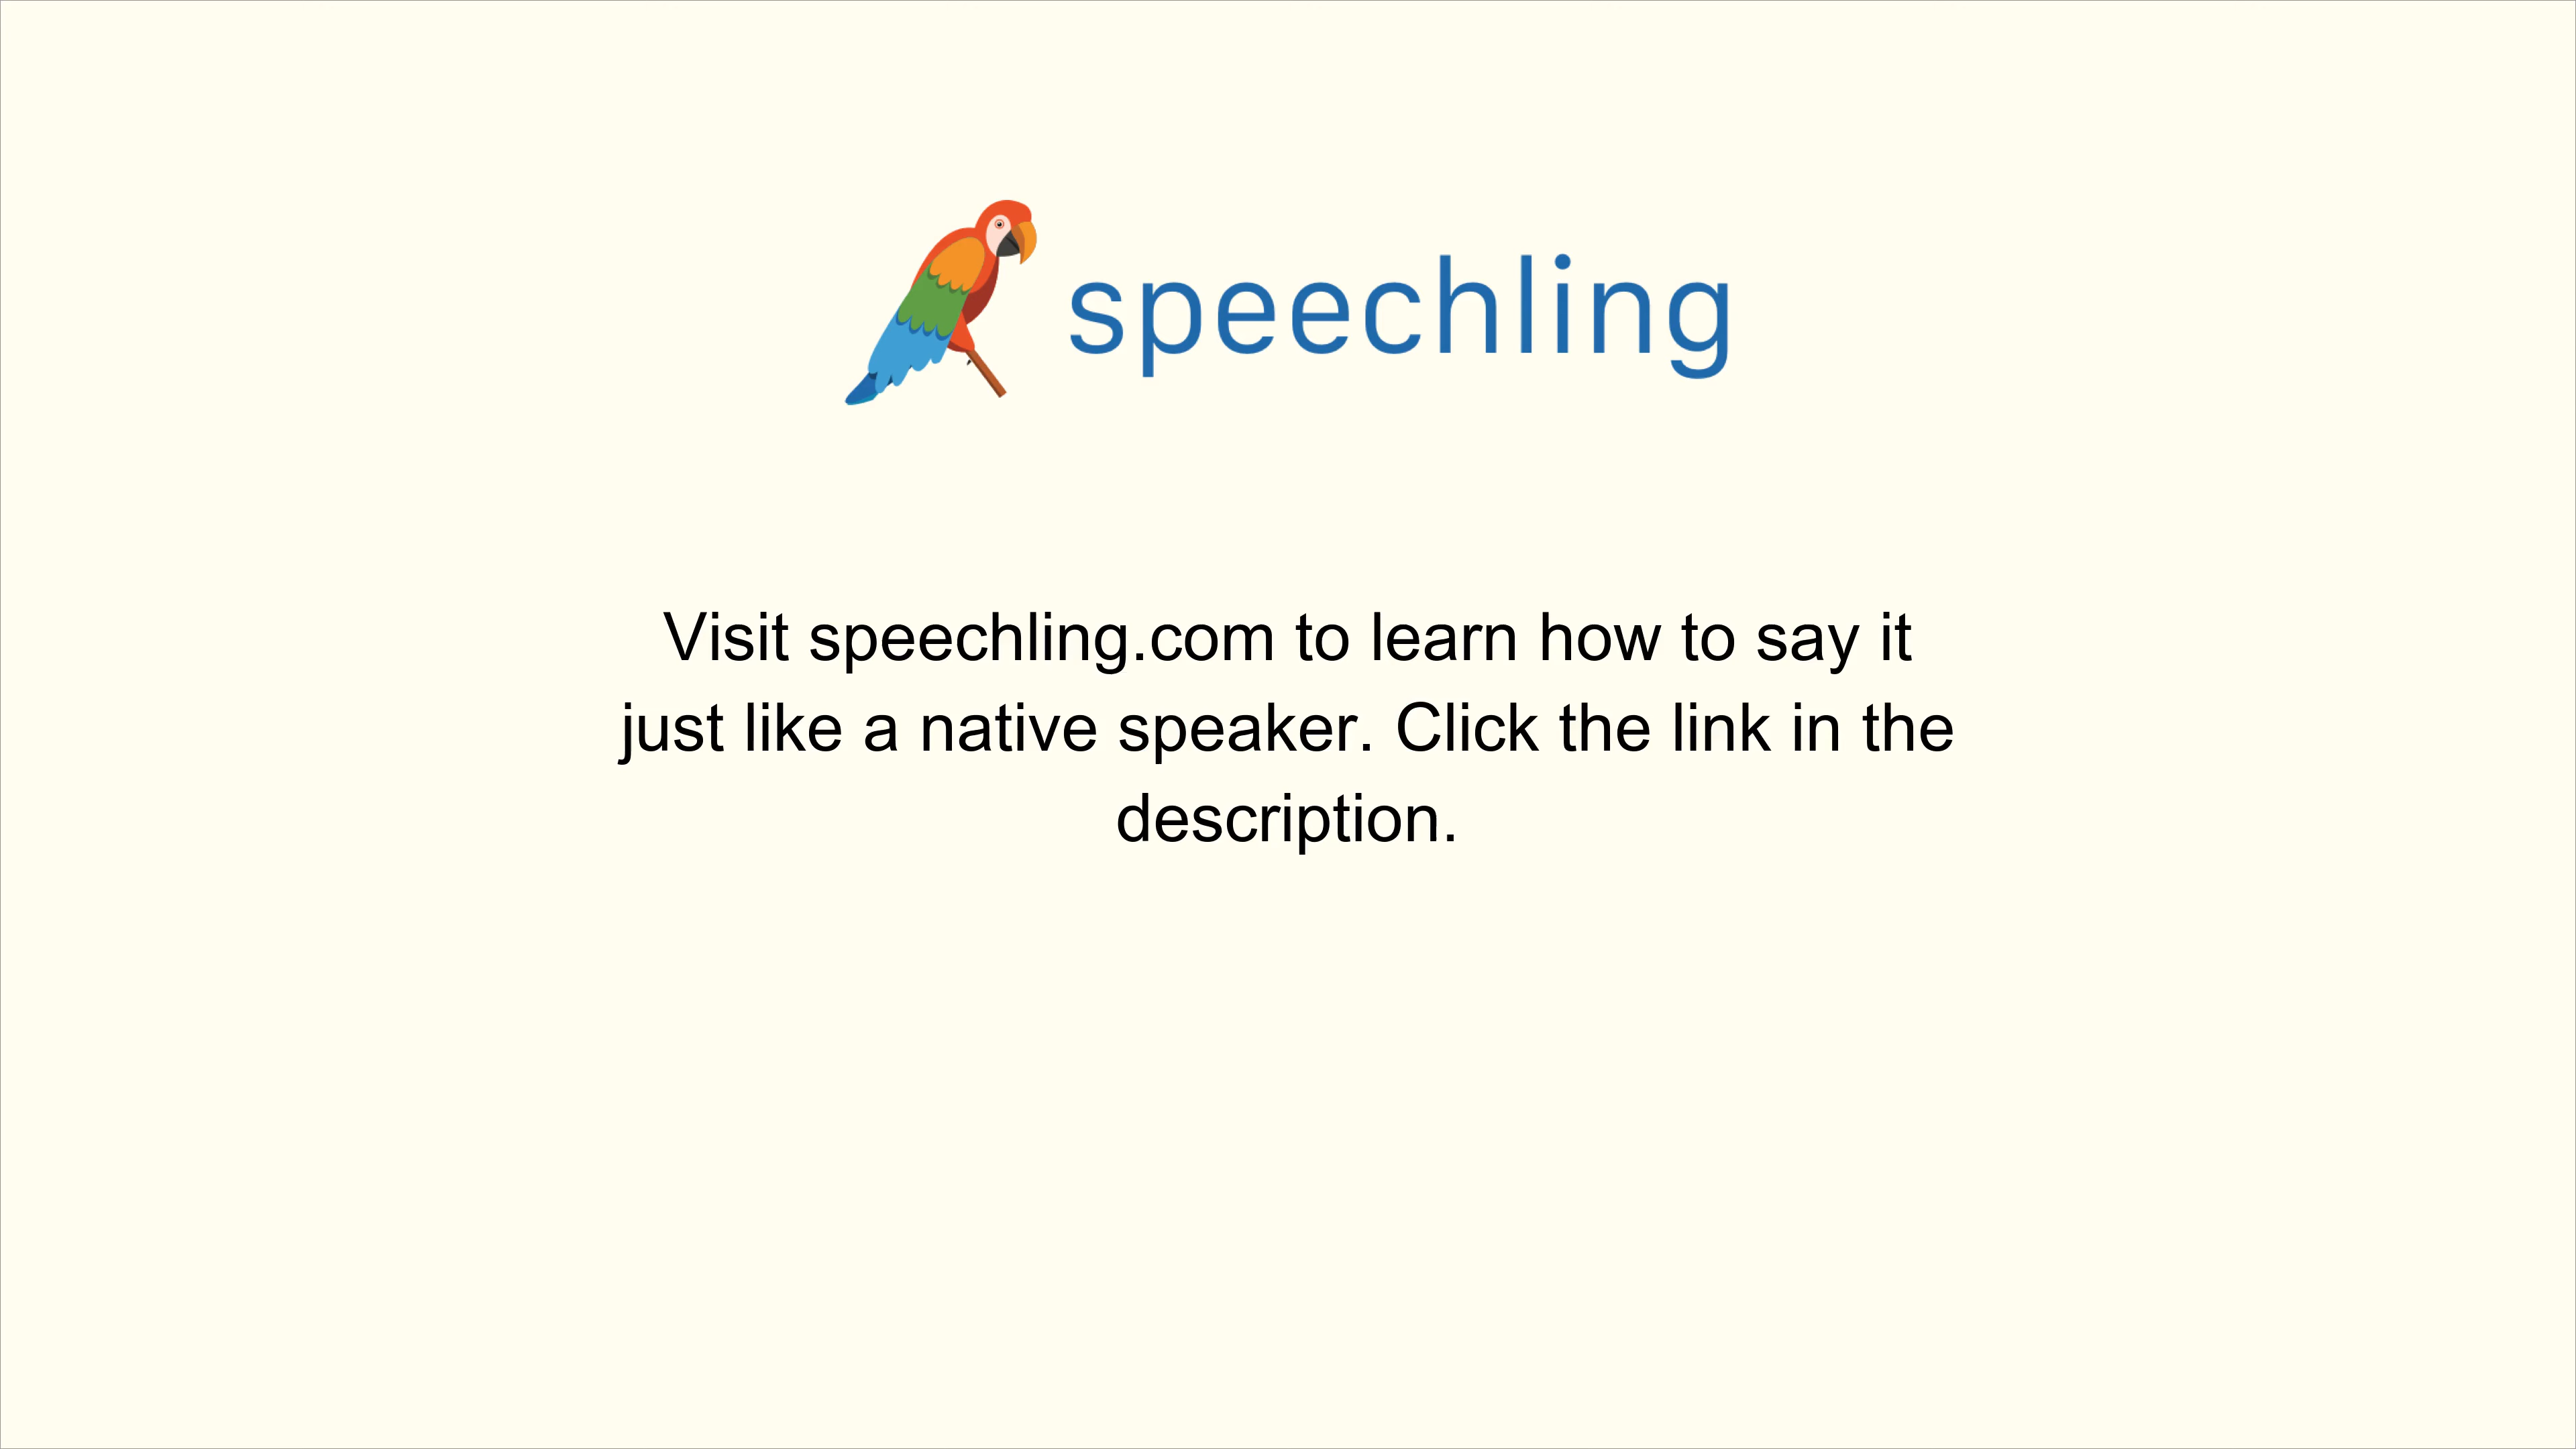 speechling
Visit speechling.com to learn how to say it
just like a native speaker. Click the link in the
description.